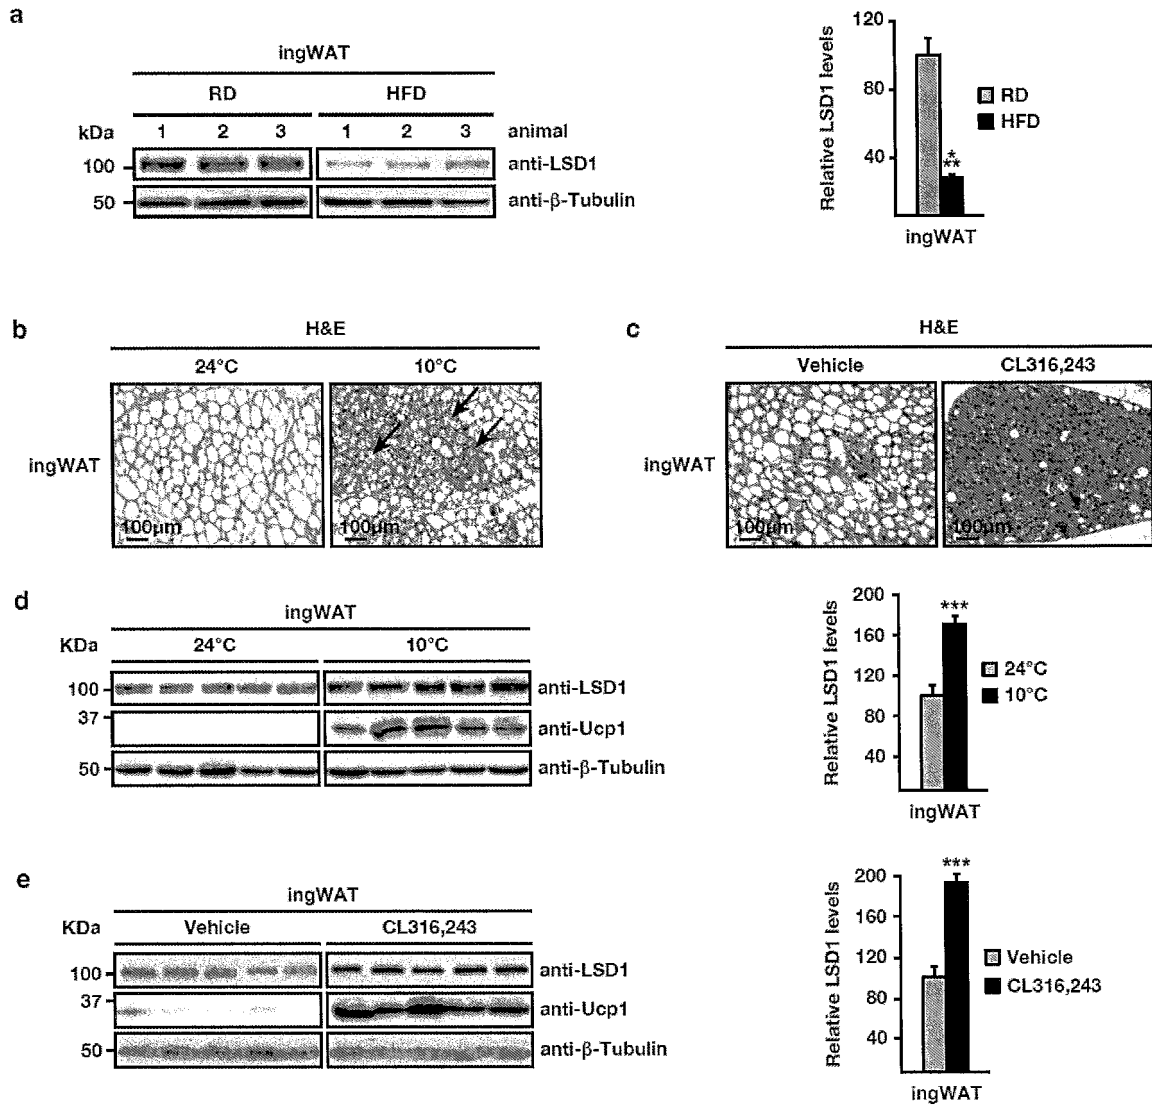 a
ingWAT
RD HFD
kDa 1 2 3 1 2 3 animal
100 anti-LSD1
50 anti-β-Tubulin
Relative LSD1 levels
120
80
40
RD
HFD
***
ingWAT
b
H&E
24°C 10°C
ingWAT
100µm 100µm
c
H&E
Vehicle CL316,243
ingWAT
100µm 100µm
d
ingWAT
KDa 24°C 10°C
100 anti-LSD1
37 anti-Ucp1
50 anti-β-Tubulin
Relative LSD1 levels
200
160
120
80
40
***
24°C
10°C
ingWAT
e
ingWAT
KDa Vehicle CL316,243
100 anti-LSD1
37 anti-Ucp1
50 anti-β-Tubulin
Relative LSD1 levels
200
160
120
80
40
***
Vehicle
CL316,243
ingWAT